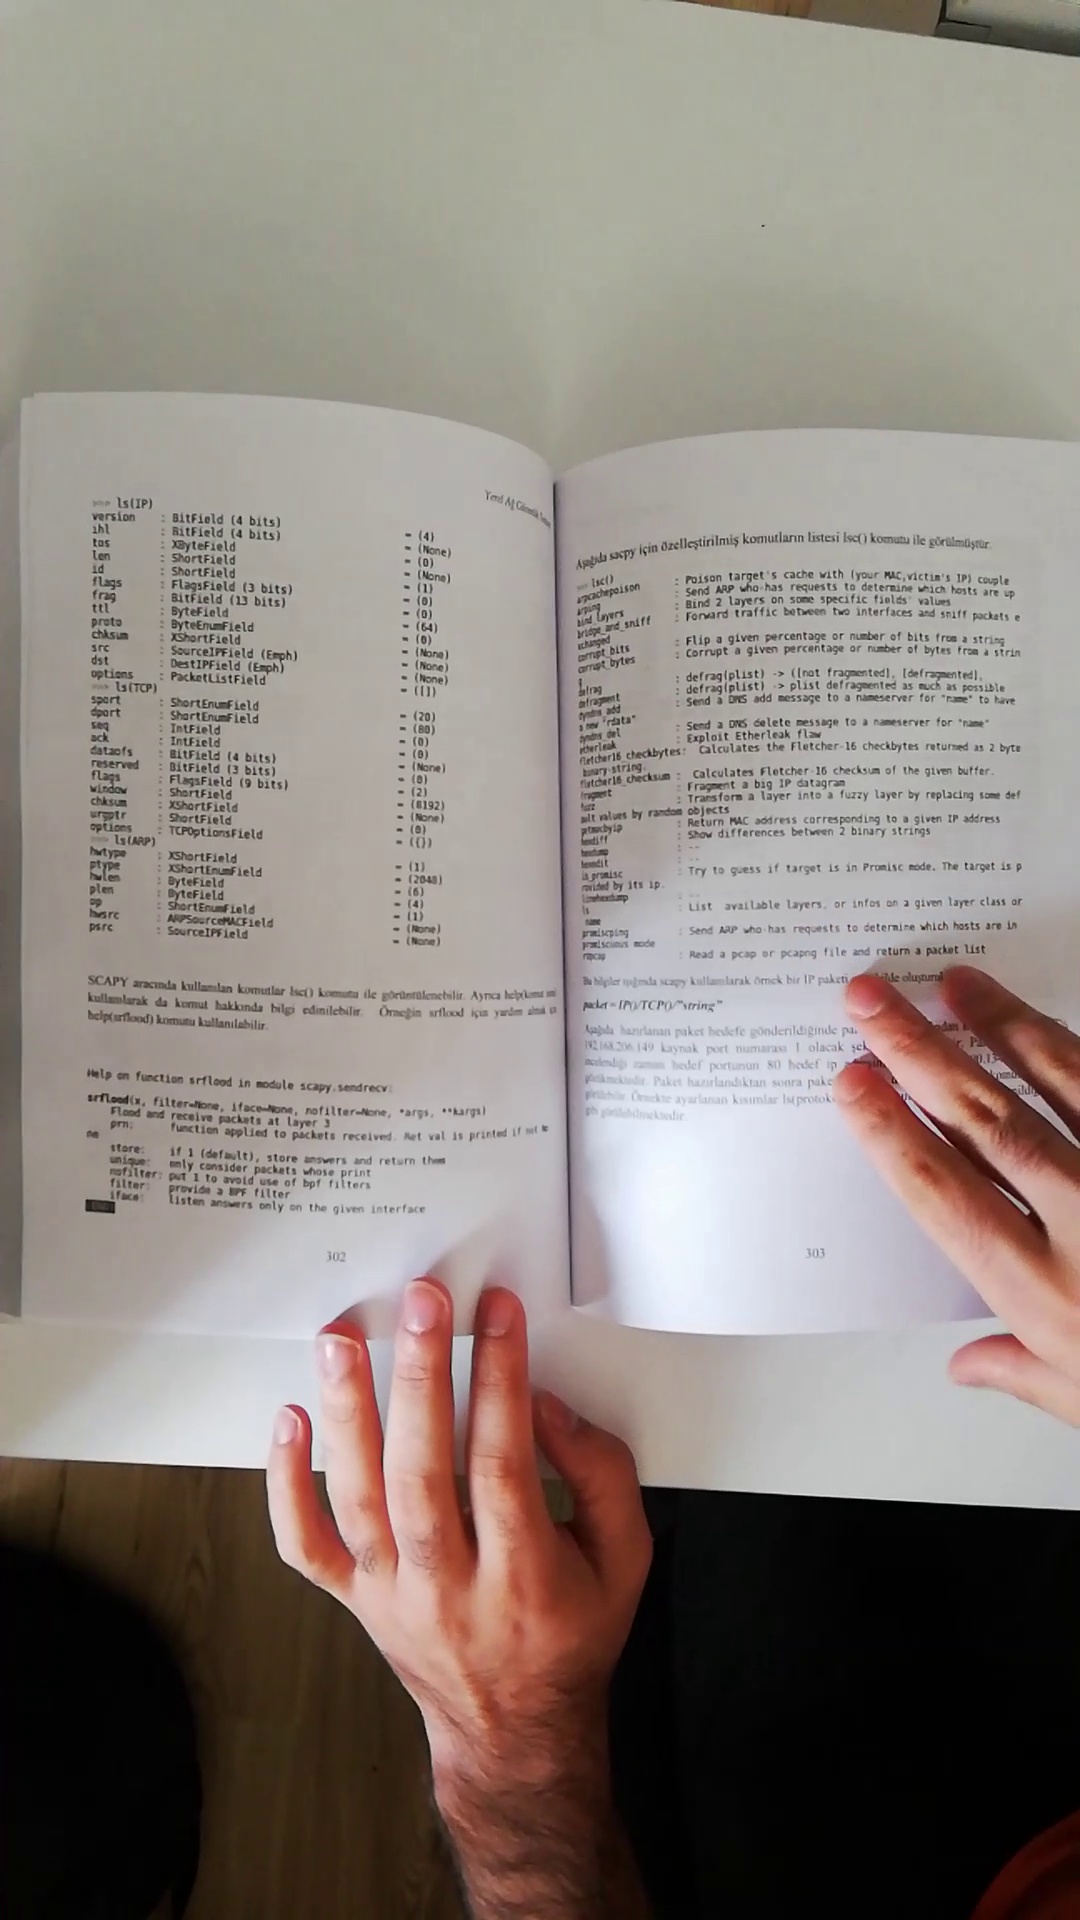 Yerel Ağ Güvenlik
>>> ls(IP)
version : BitField (4 bits) = (4)
ihl : BitField (4 bits) = (None)
tos : XByteField = (0)
len : ShortField = (None)
id : ShortField = (1)
flags : FlagsField (3 bits) = (0)
frag : BitField (13 bits) = (0)
ttl : ByteField = (64)
proto : ByteEnumField = (0)
chksum : XShortField = (None)
src : SourceIPField (Emph) = (None)
dst : DestIPField (Emph) = (None)
options : PacketListField = ([])
>>> ls(TCP)
sport : ShortEnumField = (20)
dport : ShortEnumField = (80)
seq : IntField = (0)
ack : IntField = (0)
dataofs : BitField (4 bits) = (None)
reserved : BitField (3 bits) = (0)
flags : FlagsField (9 bits) = (2)
window : ShortField = (8192)
chksum : XShortField = (None)
urgptr : ShortField = (0)
options : TCPOptionsField = ({})
>>> ls(ARP)
hwtype : XShortField = (1)
ptype : XShortEnumField = (2048)
hwlen : ByteField = (6)
plen : ByteField = (4)
op : ShortEnumField = (1)
hwsrc : ARPSourceMACField = (None)
psrc : SourceIPField = (None)
SCAPY aracında kullanılan komutlar lsc() komutu ile görüntülenebilir. Ayrıca help(komut
kullanılarak da komut hakkında bilgi edinilebilir. Örneğin srflood için yardım almak
help(srflood) komutu kullanılabilir.
Help on function srflood in module scapy.sendrecv:
srflood(x, filter=None, iface=None, nofilter=None, *args, **kargs)
Flood and receive packets at layer 3
prn: function applied to packets received. Ret val is printed if not No
ne
store: if 1 (default), store answers and return them
unique: only consider packets whose print
nofilter: put 1 to avoid use of bpf filters
filter: provide a BPF filter
iface: listen answers only on the given interface
302
Aşağıda sacpy için özelleştirilmiş komutların listesi lsc() komutu ile görülmüştür.
>>> lsc()
arpcachepoison : Poison target's cache with (your MAC,victim's IP) couple
arping : Send ARP who-has requests to determine which hosts are up
bind_layers : Bind 2 layers on some specific fields' values
bridge_and_sniff : Forward traffic between two interfaces and sniff packets e
xchanged
corrupt_bits : Flip a given percentage or number of bits from a string
corrupt_bytes : Corrupt a given percentage or number of bytes from a strin
g
defrag : defrag(plist) -> ([not fragmented], [defragmented],
defragment : defrag(plist) -> plist defragmented as much as possible
dyndns_add : Send a DNS add message to a nameserver for "name" to have
a new "rdata"
dyndns_del : Send a DNS delete message to a nameserver for "name"
etherleak : Exploit Etherleak flaw
fletcher16_checkbytes: Calculates the Fletcher-16 checkbytes returned as 2 byte
binary-string.
fletcher16_checksum : Calculates Fletcher-16 checksum of the given buffer.
fragment : Fragment a big IP datagram
fuzz : Transform a layer into a fuzzy layer by replacing some def
ault values by random objects
getmacbyip : Return MAC address corresponding to a given IP address
hexdiff : Show differences between 2 binary strings
hexdump : --
hexedit : --
is_promisc : Try to guess if target is in Promisc mode. The target is p
rovided by its ip.
linehexdump : --
ls : List available layers, or infos on a given layer class or
name
promiscping : Send ARP who-has requests to determine which hosts are in
promiscuous mode
rdpcap : Read a pcap or pcapng file and return a packet list
Bu bilgiler ışığında scapy kullanılarak örnek bir IP paketi
packet = IP()/TCP()/"string"
Aşağıda hazırlanan paket hedefe gönderildiğinde
192.168.206.149 kaynak port numarası 1 olacak
incelendiği zaman hedef portunun 80 hedef ip
görülmektedir. Paket hazırlandıktan sonra
görülebilir. Örnekte ayarlanan kısımlar
gibi görülebilmektedir.
303